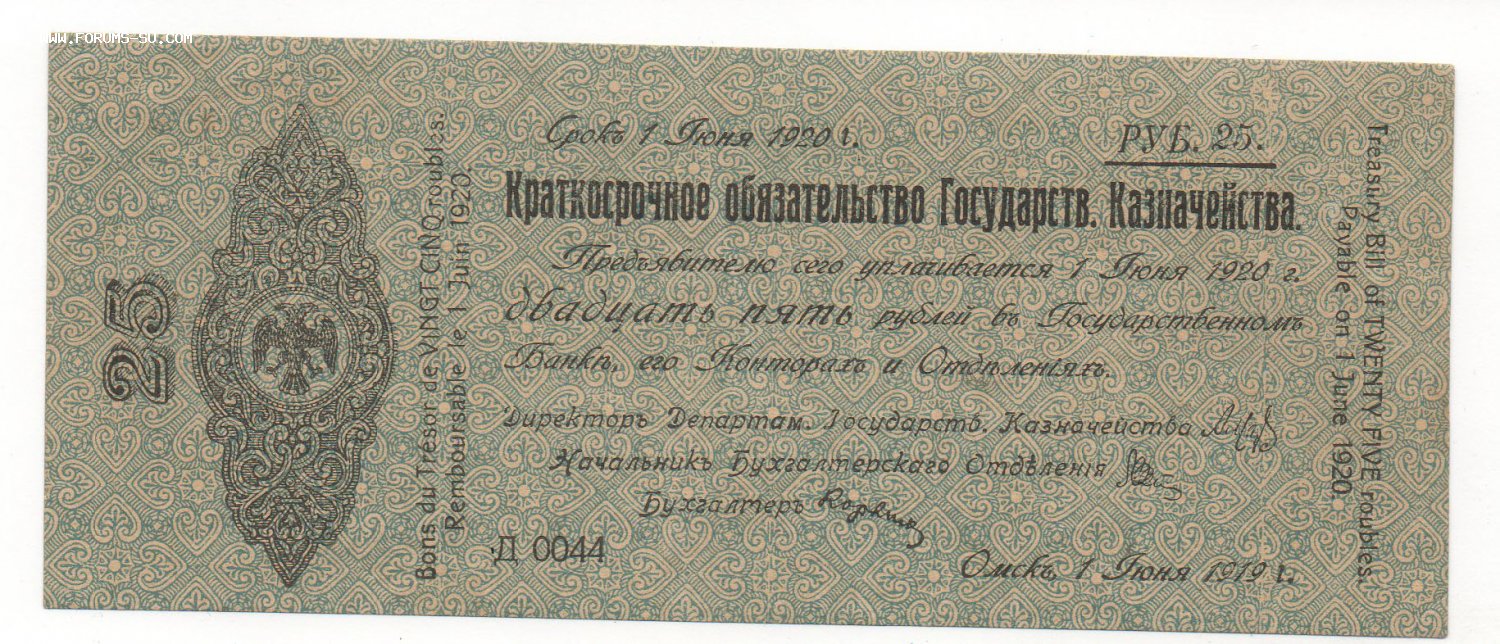 WWW.FORUMS-SU.COM
25
Bons du Trésor de VINGT CINQ roubl.s.
Remboursable le 1 Juin 1920.
Срокъ 1 Іюня 1920 г.
РУБ. 25.
Краткосрочное обязательство Государств. Казначейства.
Предъявителю сего уплачивается 1 Іюня 1920 г.
двадцать пять рублей въ Государственномъ
Банкѣ, его Конторахъ и Отдѣленіяхъ.
Директоръ Департам. Государств. Казначейства
Начальникъ Бухгалтерскаго Отдѣленія
Бухгалтеръ
Д 0044
Омскъ, 1 Іюня 1919 г.
Treasury Bill of TWENTY FIVE roubles.
Payable on 1 June 1920.